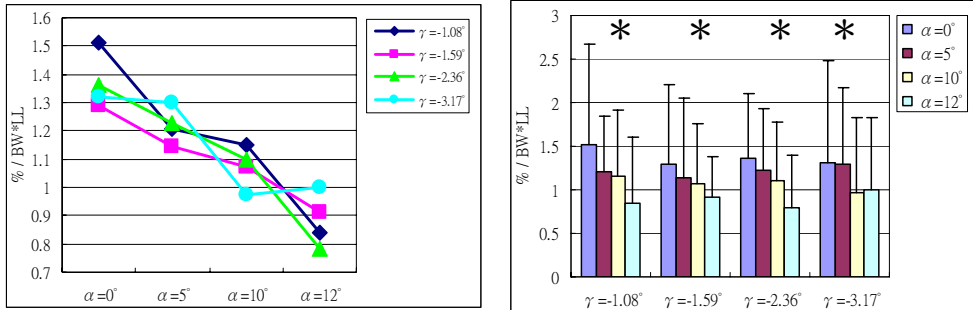 1.6
1.5
1.4
1.3
1.2
1.1
1
0.9
0.8
0.7
% / BW*LL
α=0°
α=5°
α=10°
α=12°
γ=-1.08°
γ=-1.59°
γ=-2.36°
γ=-3.17°
3
2.5
2
1.5
1
0.5
0
% / BW*LL
* * * *
γ=-1.08°
γ=-1.59°
γ=-2.36°
γ=-3.17°
α=0°
α=5°
α=10°
α=12°